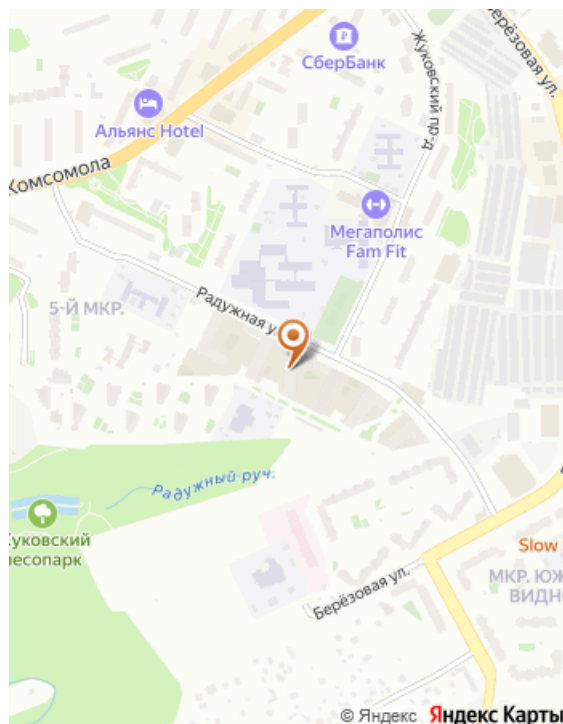 Берёзовая ул.
СберБанк
Жуковский пр-д
Альянс Hotel
Комсомола
Мегаполис
Fam Fit
Радужная у
5-Й МКР.
Радужный руч.
Жуковский
лесопарк
Slow
МКР. ЮЖ
ВИДНО
Берёзовая ул.
© Яндекс Яндекс Карты